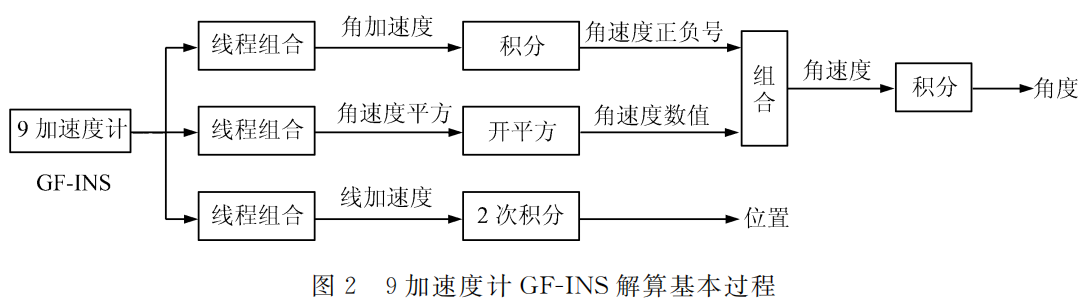 线程组合
角加速度
积分
角速度正负号
组合
角速度
积分
角度
9加速度计
GF-INS
线程组合
角速度平方
开平方
角速度数值
线程组合
线加速度
2次积分
位置
图 2 9加速度计 GF-INS 解算基本过程